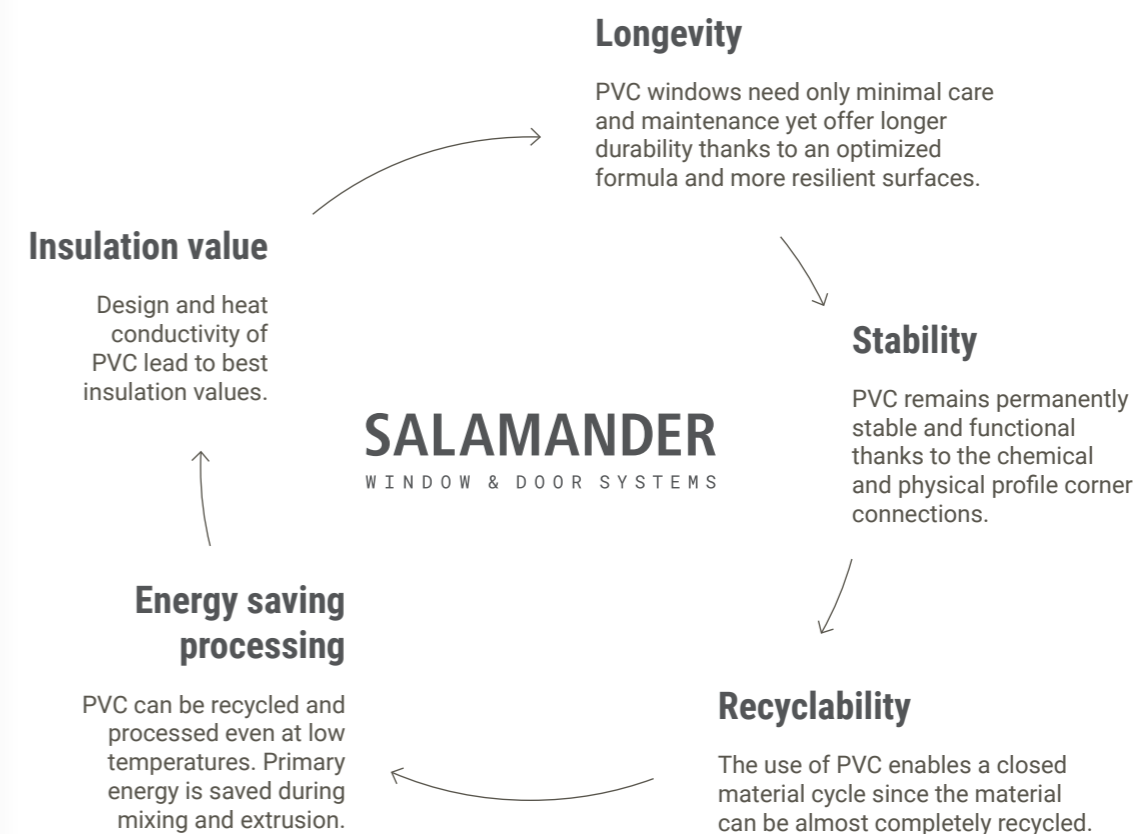 Longevity
PVC windows need only minimal care
and maintenance yet offer longer
durability thanks to an optimized
formula and more resilient surfaces.
Stability
PVC remains permanently
stable and functional
thanks to the chemical
and physical profile corner
connections.
Recyclability
The use of PVC enables a closed
material cycle since the material
can be almost completely recycled.
Energy saving
processing
PVC can be recycled and
processed even at low
temperatures. Primary
energy is saved during
mixing and extrusion.
Insulation value
Design and heat
conductivity of
PVC lead to best
insulation values.
SALAMANDER
WINDOW & DOOR SYSTEMS